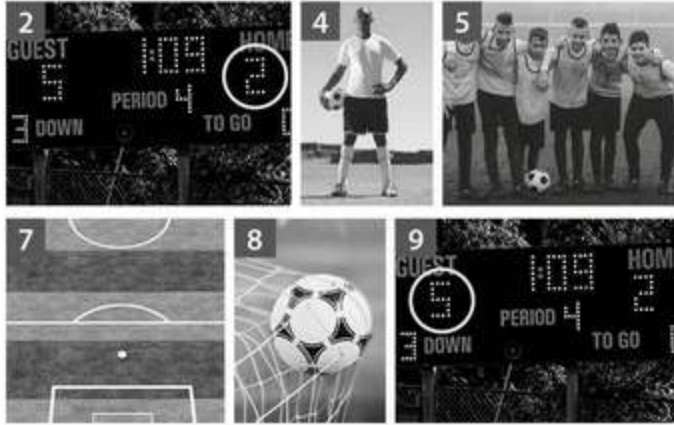 2
GUEST 1:09 HOME
5 2
PERIOD 4
3 DOWN TO GO
4
5
7
8
9
GUEST 1:09 HOM
5 2
PERIOD 4
3 DOWN TO GO